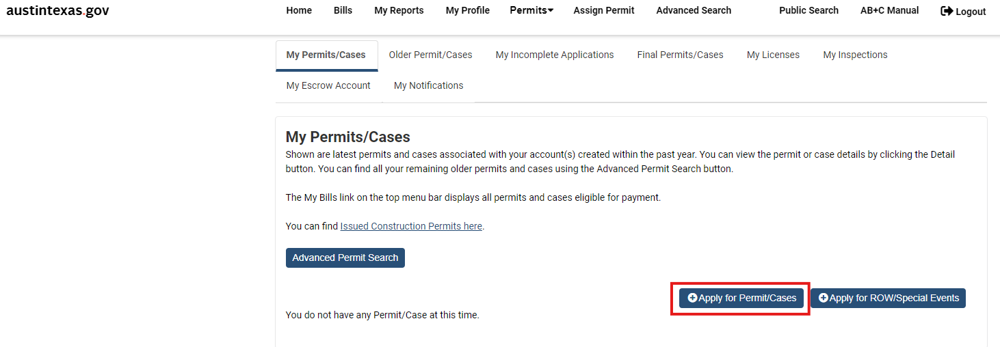 austintexas.gov
Home Bills My Reports My Profile Permits Assign Permit Advanced Search Public Search AB+C Manual Logout
My Permits/Cases Older Permit/Cases My Incomplete Applications Final Permits/Cases My Licenses My Inspections
My Escrow Account My Notifications
My Permits/Cases
Shown are latest permits and cases associated with your account(s) created within the past year. You can view the permit or case details by clicking the Detail
button. You can find all your remaining older permits and cases using the Advanced Permit Search button.
The My Bills link on the top menu bar displays all permits and cases eligible for payment.
You can find Issued Construction Permits here.
Advanced Permit Search
Apply for Permit/Cases Apply for ROW/Special Events
You do not have any Permit/Case at this time.